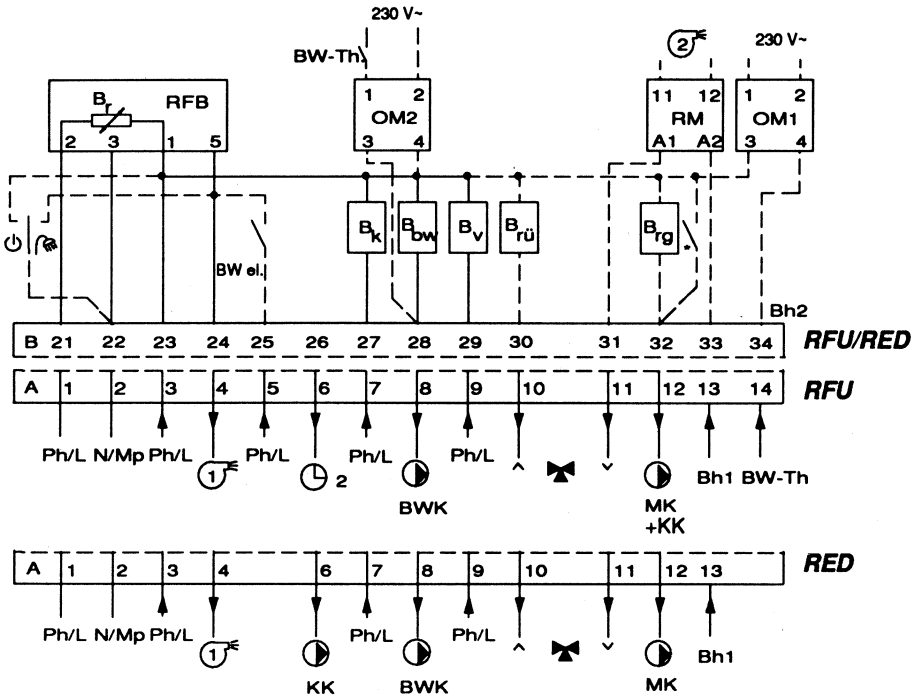 230 V~
BW-Th.
2
230 V~
Br RFB
2 3 1 5
1 2
OM2
3 4
11 12
RM
A1 A2
1 2
OM1
3 4
Bk
Bbw
Bv
Brü
Brg
*
BW el.
Bh2
B 21 22 23 24 25 26 27 28 29 30 31 32 33 34
RFU/RED
A 1 2 3 4 5 6 7 8 9 10 11 12 13 14
RFU
Ph/L N/Mp Ph/L 1 Ph/L 2 Ph/L BWK Ph/L ^ v MK Bh1 BW-Th
+KK
A 1 2 3 4 6 7 8 9 10 11 12 13
RED
Ph/L N/Mp Ph/L 1 KK Ph/L BWK Ph/L ^ v MK Bh1